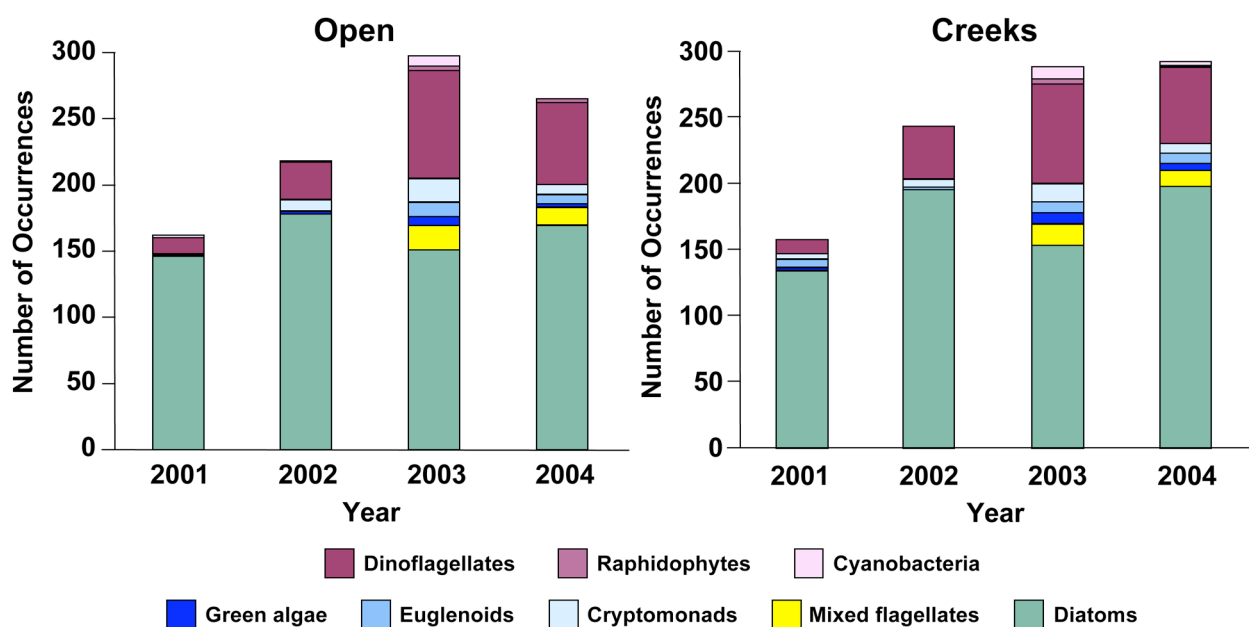 Open
Number of Occurrences
300
250
200
150
100
50
0
2001 2002 2003 2004
Year
Creeks
Number of Occurrences
300
250
200
150
100
50
0
2001 2002 2003 2004
Year
Dinoflagellates Raphidophytes Cyanobacteria
Green algae Euglenoids Cryptomonads Mixed flagellates Diatoms